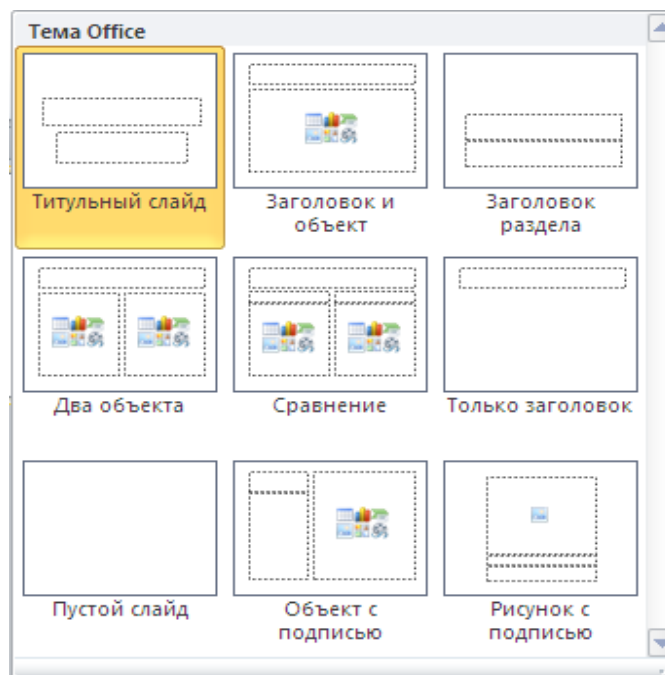 Тема Office
Титульный слайд
Заголовок и
объект
Заголовок
раздела
Два объекта
Сравнение
Только заголовок
Пустой слайд
Объект с
подписью
Рисунок с
подписью